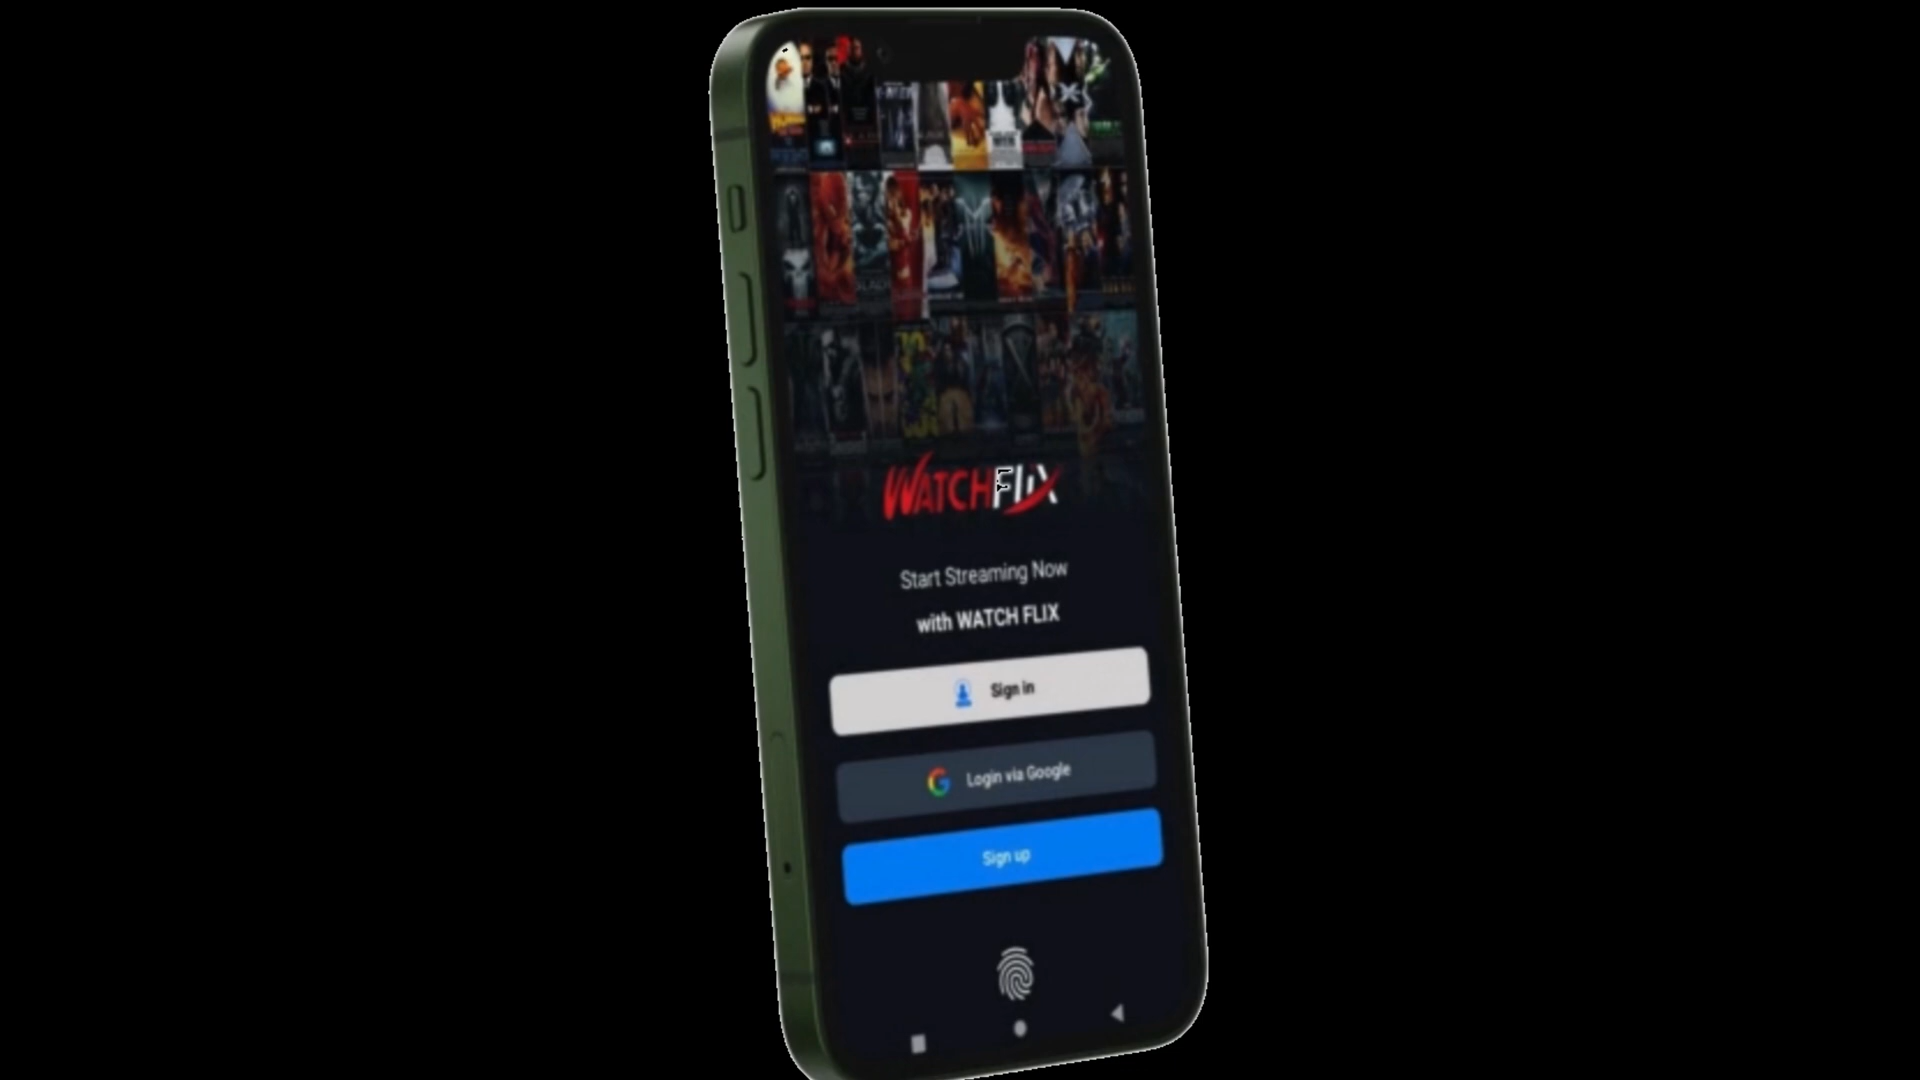 WATCHFLIX
Start Streaming Now
with WATCH FLIX
Sign in
Login via Google
Sign up